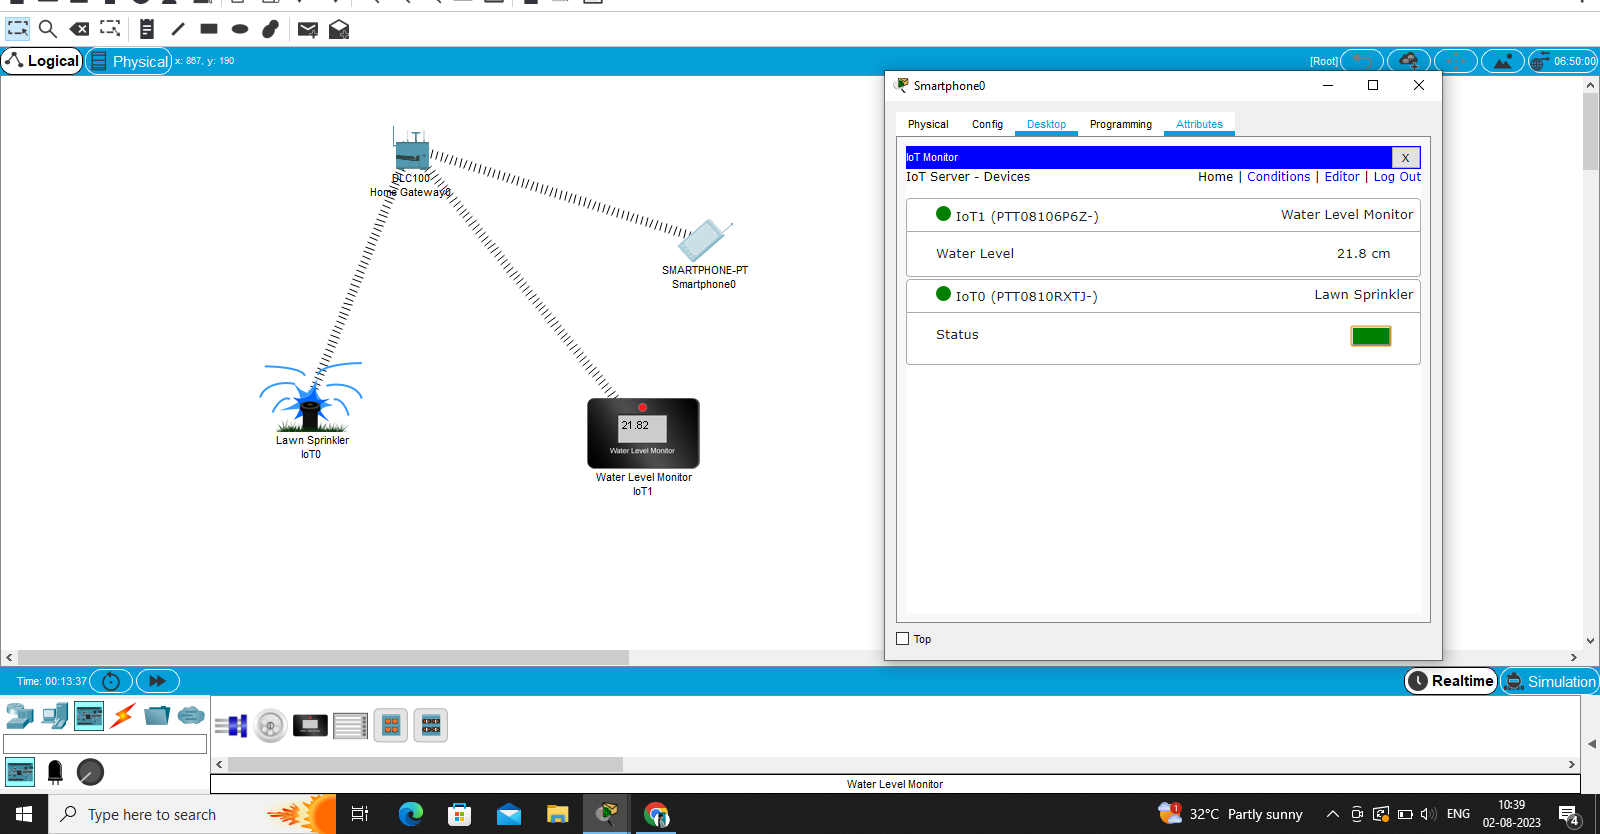 Logical
Physical
x: 867, y: 190
[Root]
06:50:00
DLC100
Home Gateway0
SMARTPHONE-PT
Smartphone0
Lawn Sprinkler
IoT0
21.82
Water Level Monitor
Water Level Monitor
IoT1
Smartphone0
Physical
Config
Desktop
Programming
Attributes
IoT Monitor
X
IoT Server - Devices
Home | Conditions | Editor | Log Out
IoT1 (PTT08106P6Z-)
Water Level Monitor
Water Level
21.8 cm
IoT0 (PTT0810RXTJ-)
Lawn Sprinkler
Status
Top
Time: 00:13:37
Realtime
Simulation
Water Level Monitor
Type here to search
1
32°C Partly sunny
ENG
10:39
02-08-2023
4